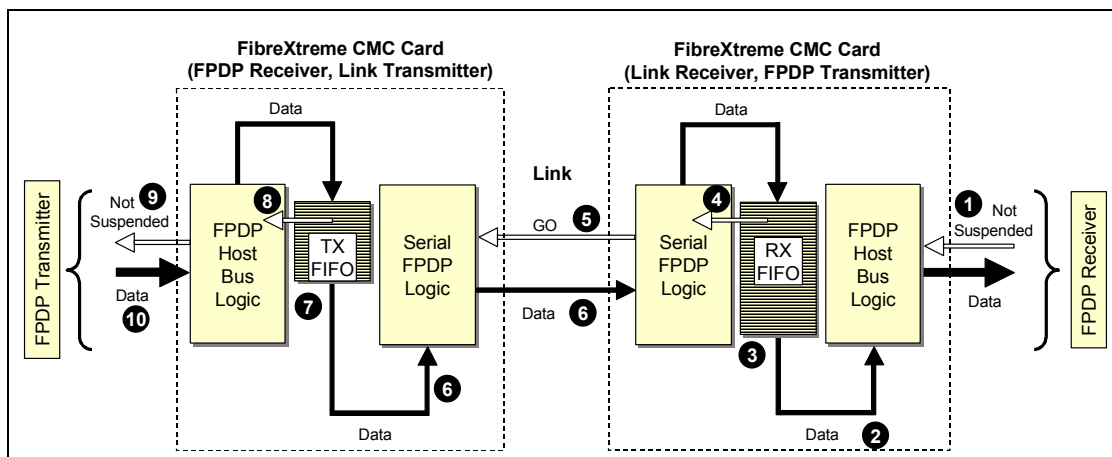 FibreXtreme CMC Card
(FPDP Receiver, Link Transmitter)
FibreXtreme CMC Card
(Link Receiver, FPDP Transmitter)
Data
Data
Link
FPDP Transmitter
9
Not
Suspended
Data
10
FPDP
Host
Bus
Logic
8
TX
FIFO
7
Serial
FPDP
Logic
6
Data
GO
5
Data
6
Serial
FPDP
Logic
4
RX
FIFO
3
FPDP
Host
Bus
Logic
Data
2
1
Not
Suspended
Data
FPDP Receiver